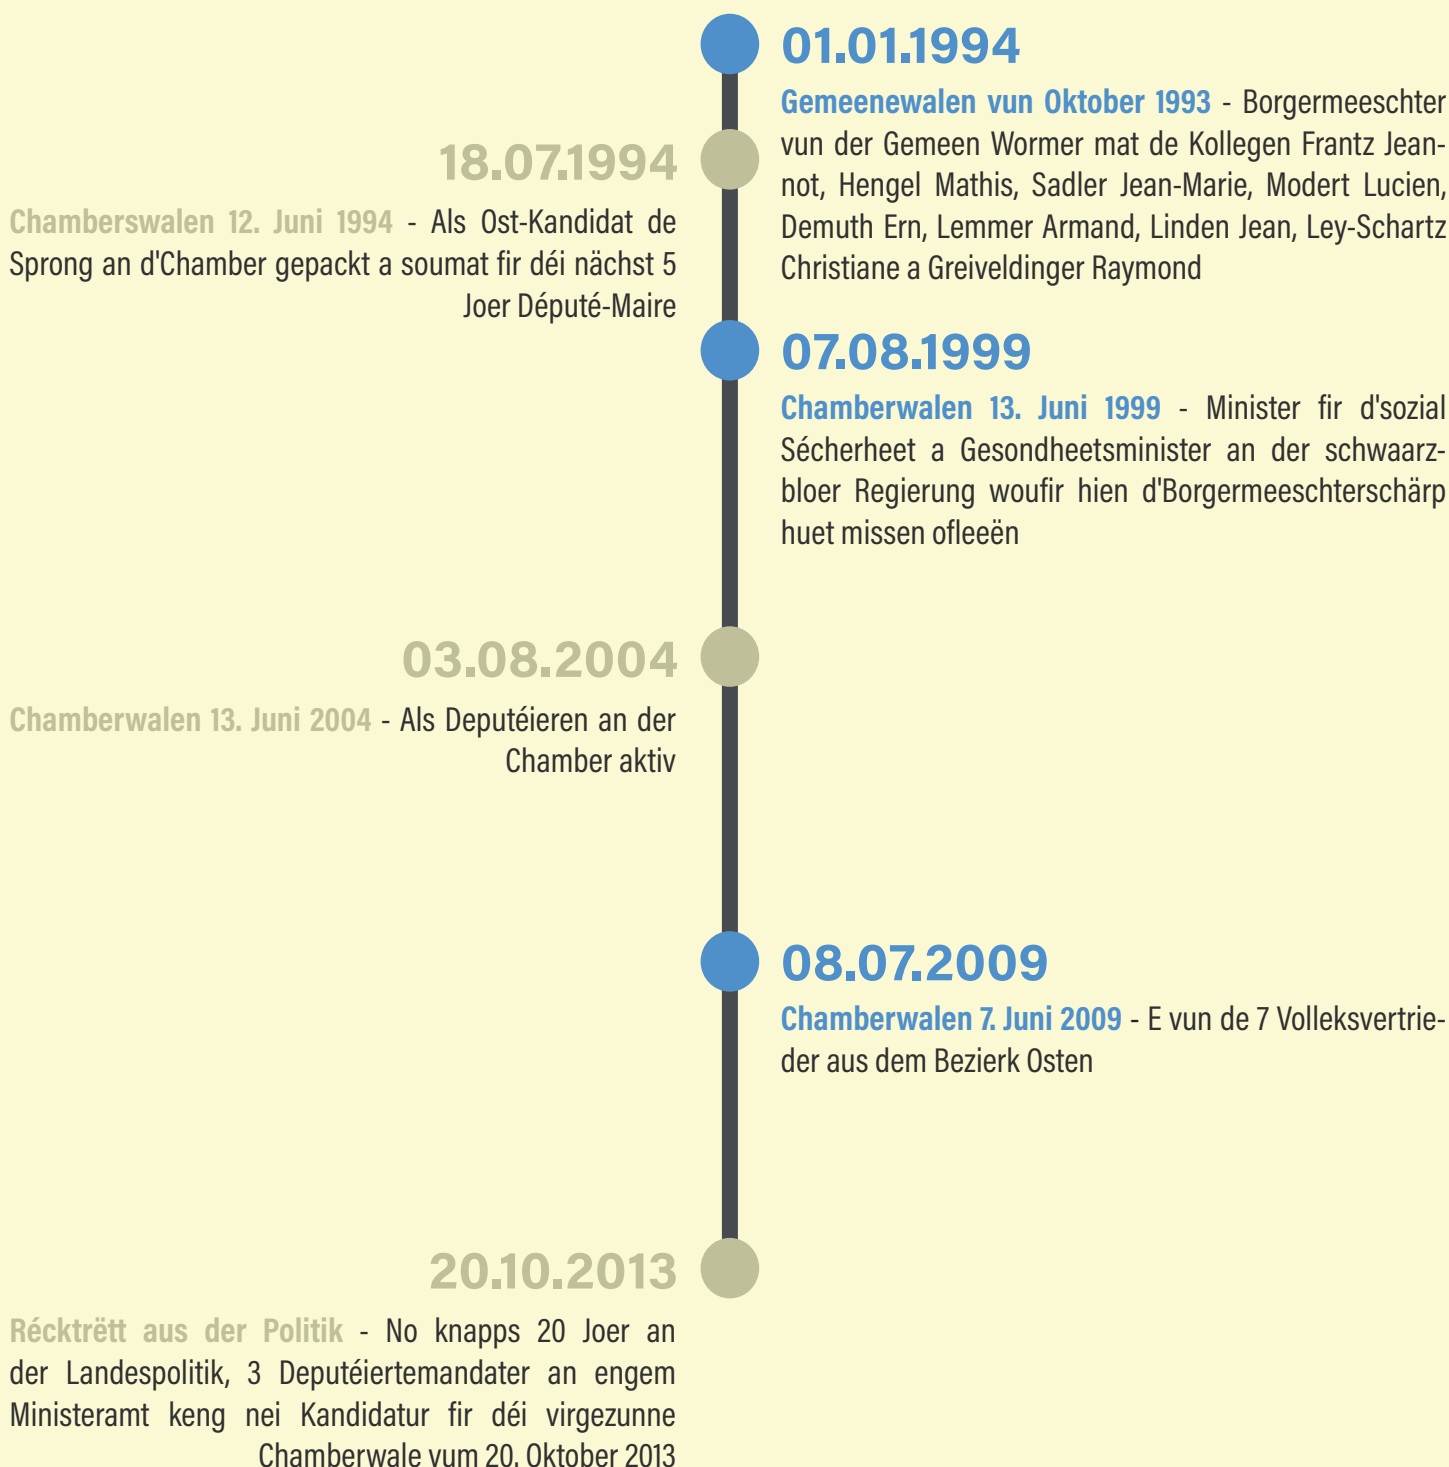 01.01.1994
Gemeenewalen vun Oktober 1993 - Borgermeeschter
vun der Gemeen Wormer mat de Kollegen Frantz Jean-
not, Hengel Mathis, Sadler Jean-Marie, Modert Lucien,
Demuth Ern, Lemmer Armand, Linden Jean, Ley-Schartz
Christiane a Greiveldinger Raymond
18.07.1994
Chamberswalen 12. Juni 1994 - Als Ost-Kandidat de
Sprong an d'Chamber gepackt a soumat fir déi nächst 5
Joer Député-Maire
07.08.1999
Chamberwalen 13. Juni 1999 - Minister fir d'sozial
Sécherheet a Gesondheetsminister an der schwaarz-
bloer Regierung woufir hien d'Borgermeeschterschärp
huet missen ofleeën
03.08.2004
Chamberwalen 13. Juni 2004 - Als Deputéieren an der
Chamber aktiv
08.07.2009
Chamberwalen 7. Juni 2009 - E vun de 7 Volleksvertrie-
der aus dem Bezierk Osten
20.10.2013
Récktrëtt aus der Politik - No knapps 20 Joer an
der Landespolitik, 3 Deputéiertemandater an engem
Ministeramt keng nei Kandidatur fir déi virgezunne
Chamberwale vum 20. Oktober 2013